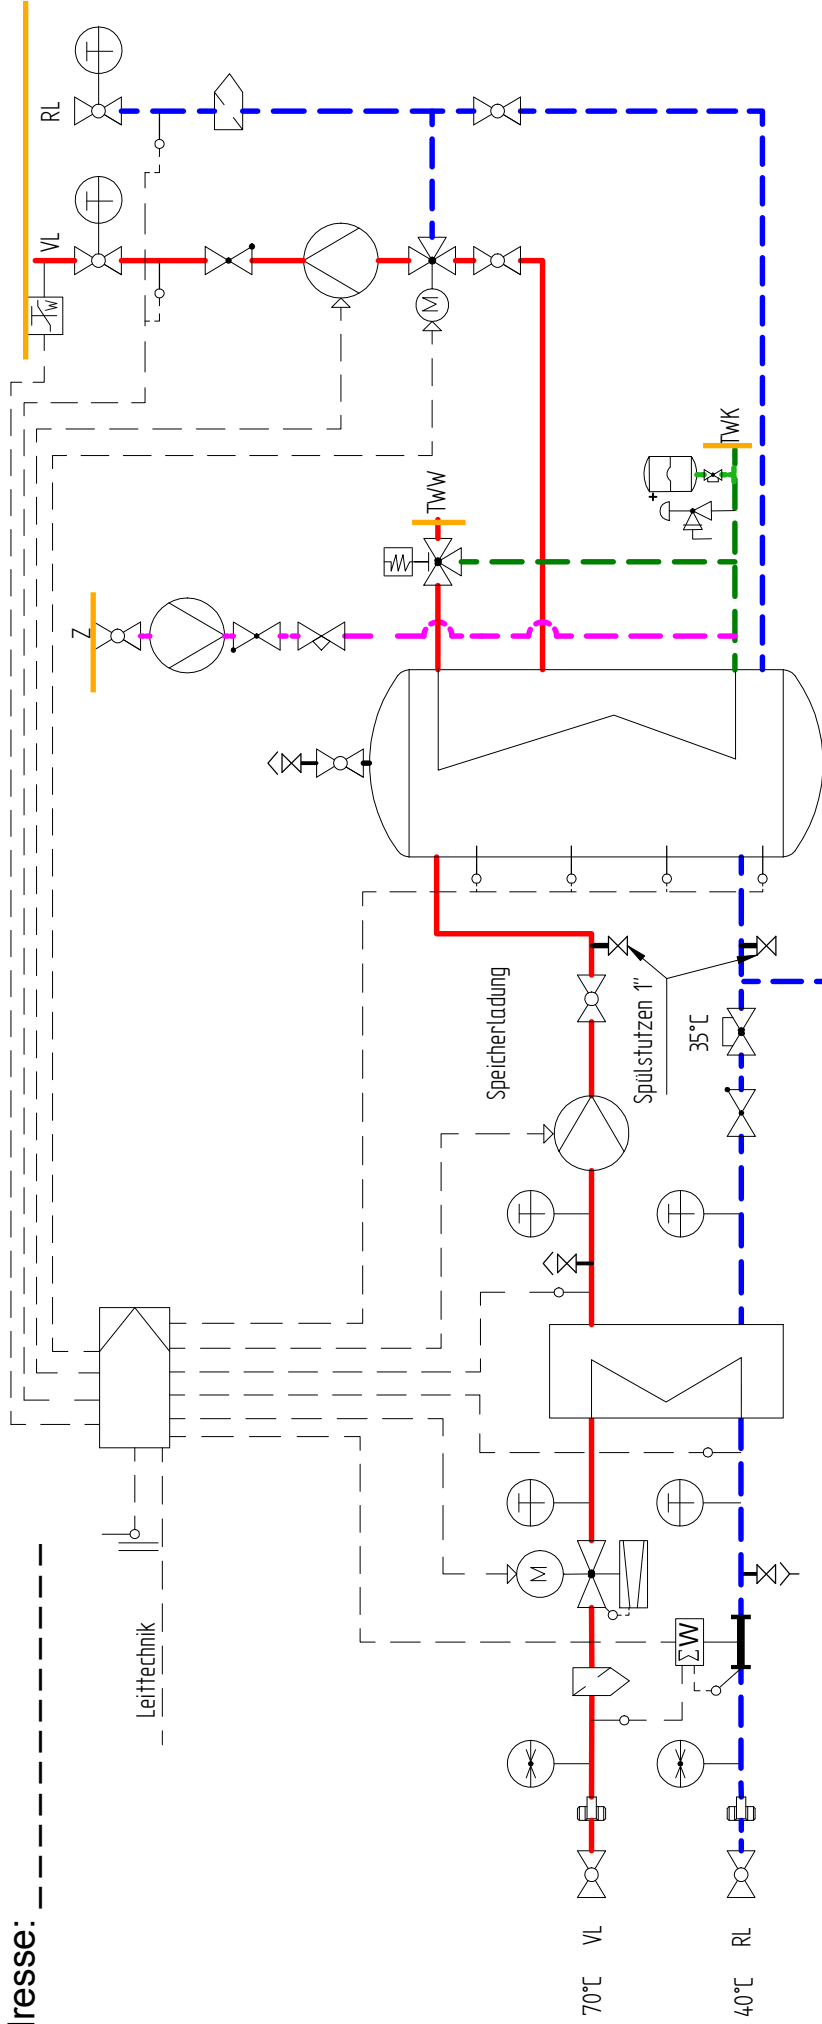 resse: _ _ _ _ _ _ _ _ _ _ _ _
RL
T
VL
T
W
M
TWK
TWW
+
Z
Speicherladung
Spülstutzen 1"
35°C
T
T
T
T
M
Leittechnik
ΣW
70°C VL
40°C RL